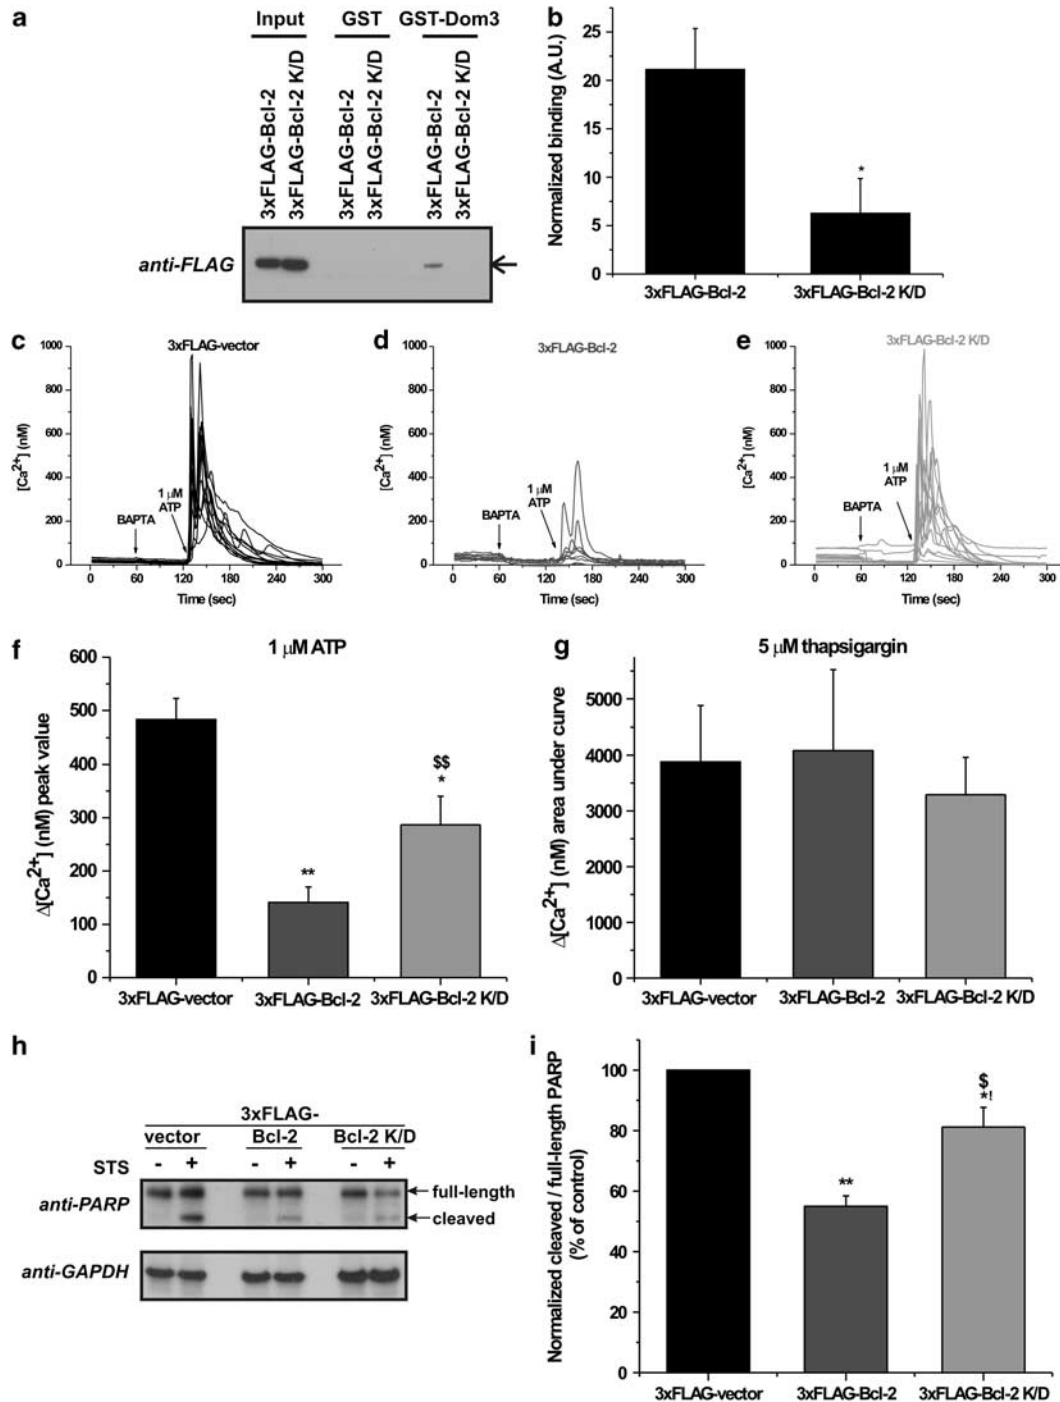 a
Input GST GST-Dom3
3xFLAG-Bcl-2
3xFLAG-Bcl-2 K/D
3xFLAG-Bcl-2
3xFLAG-Bcl-2 K/D
3xFLAG-Bcl-2
3xFLAG-Bcl-2 K/D
anti-FLAG
b
Normalized binding (A.U.)
25
20
15
10
5
0
*
3xFLAG-Bcl-2 3xFLAG-Bcl-2 K/D
c
3xFLAG-vector
[Ca2+] (nM)
1000
800
600
400
200
0
BAPTA
1 μM
ATP
0 60 120 180 240 300
Time (sec)
d
3xFLAG-Bcl-2
[Ca2+] (nM)
1000
800
600
400
200
0
BAPTA
1 μM
ATP
0 60 120 180 240 300
Time (sec)
e
3xFLAG-Bcl-2 K/D
[Ca2+] (nM)
1000
800
600
400
200
0
BAPTA
1 μM
ATP
0 60 120 180 240 300
Time (sec)
f
1 μM ATP
Δ[Ca2+] (nM) peak value
600
500
400
300
200
100
0
**
$$
*
3xFLAG-vector 3xFLAG-Bcl-2 3xFLAG-Bcl-2 K/D
g
5 μM thapsigargin
Δ[Ca2+] (nM) area under curve
5000
4000
3000
2000
1000
0
3xFLAG-vector 3xFLAG-Bcl-2 3xFLAG-Bcl-2 K/D
h
3xFLAG-
vector Bcl-2 Bcl-2 K/D
STS - + - + - +
anti-PARP
full-length
cleaved
anti-GAPDH
i
Normalized cleaved / full-length PARP
(% of control)
100
80
60
40
20
0
**
$
*!
3xFLAG-vector 3xFLAG-Bcl-2 3xFLAG-Bcl-2 K/D